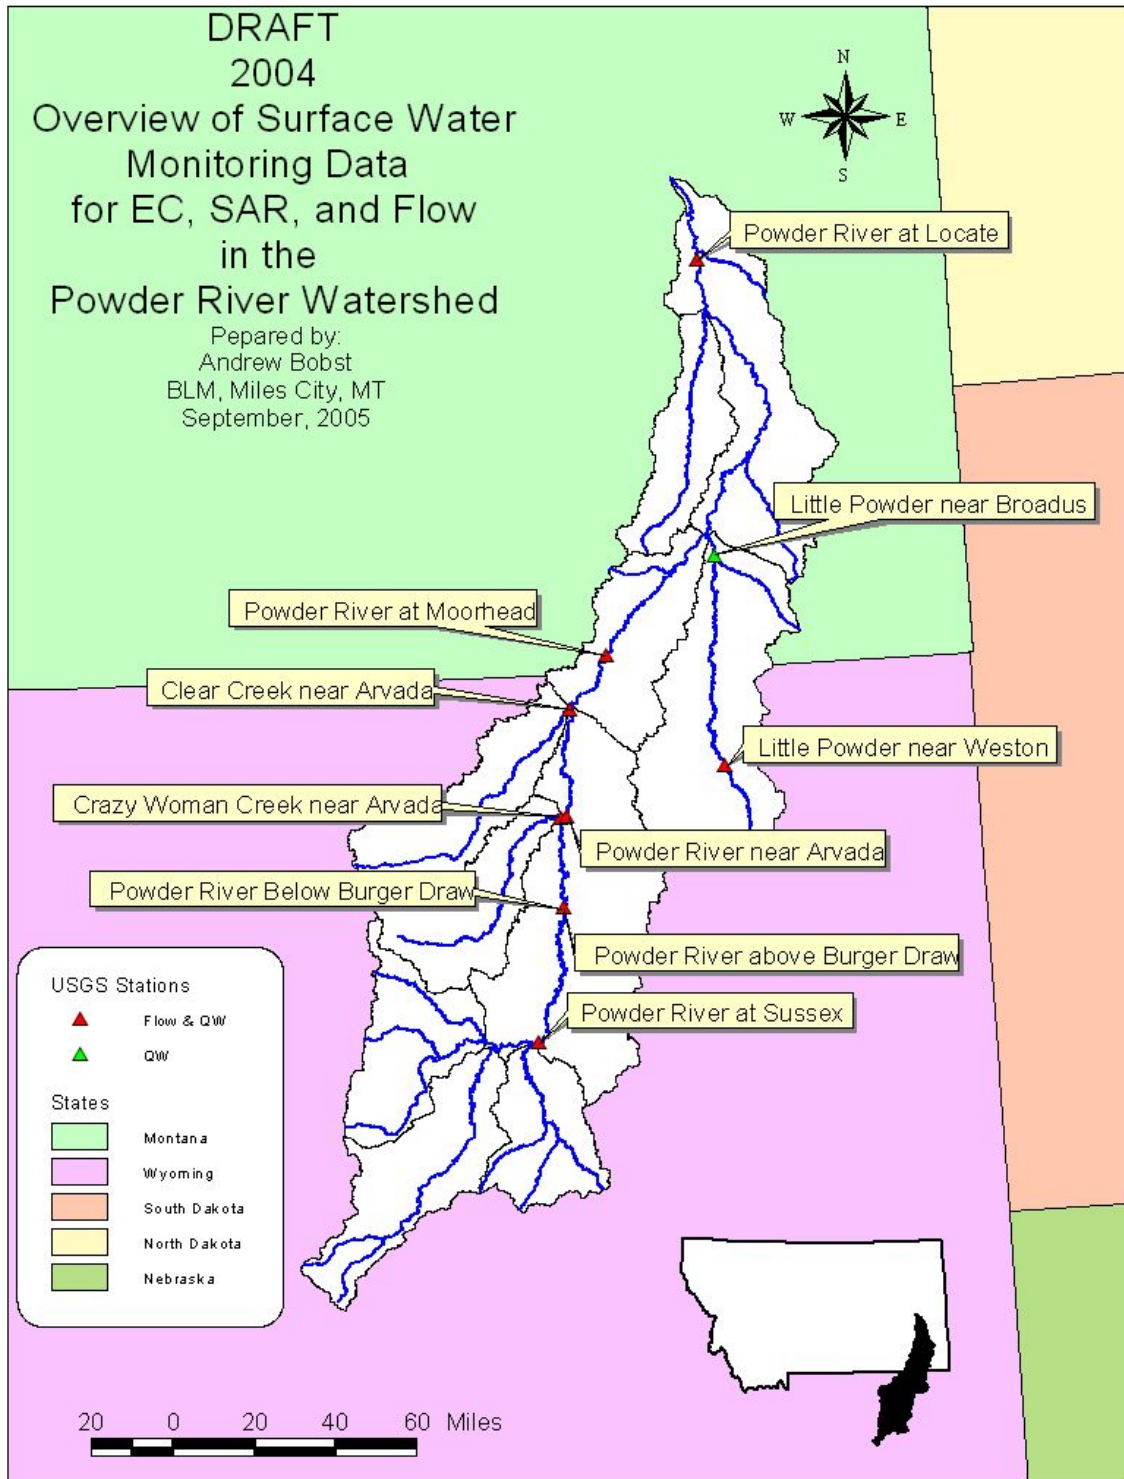 DRAFT
2004
Overview of Surface Water
Monitoring Data
for EC, SAR, and Flow
in the
Powder River Watershed
Pepared by:
Andrew Bobst
BLM, Miles City, MT
September, 2005
N
W E
S
Powder River at Locate
Little Powder near Broadus
Powder River at Moorhead
Clear Creek near Arvada
Little Powder near Weston
Crazy Woman Creek near Arvada
Powder River near Arvada
Powder River Below Burger Draw
Powder River above Burger Draw
Powder River at Sussex
USGS Stations
Flow & QW
QW
States
Montana
Wyoming
South Dakota
North Dakota
Nebraska
20 0 20 40 60 Miles